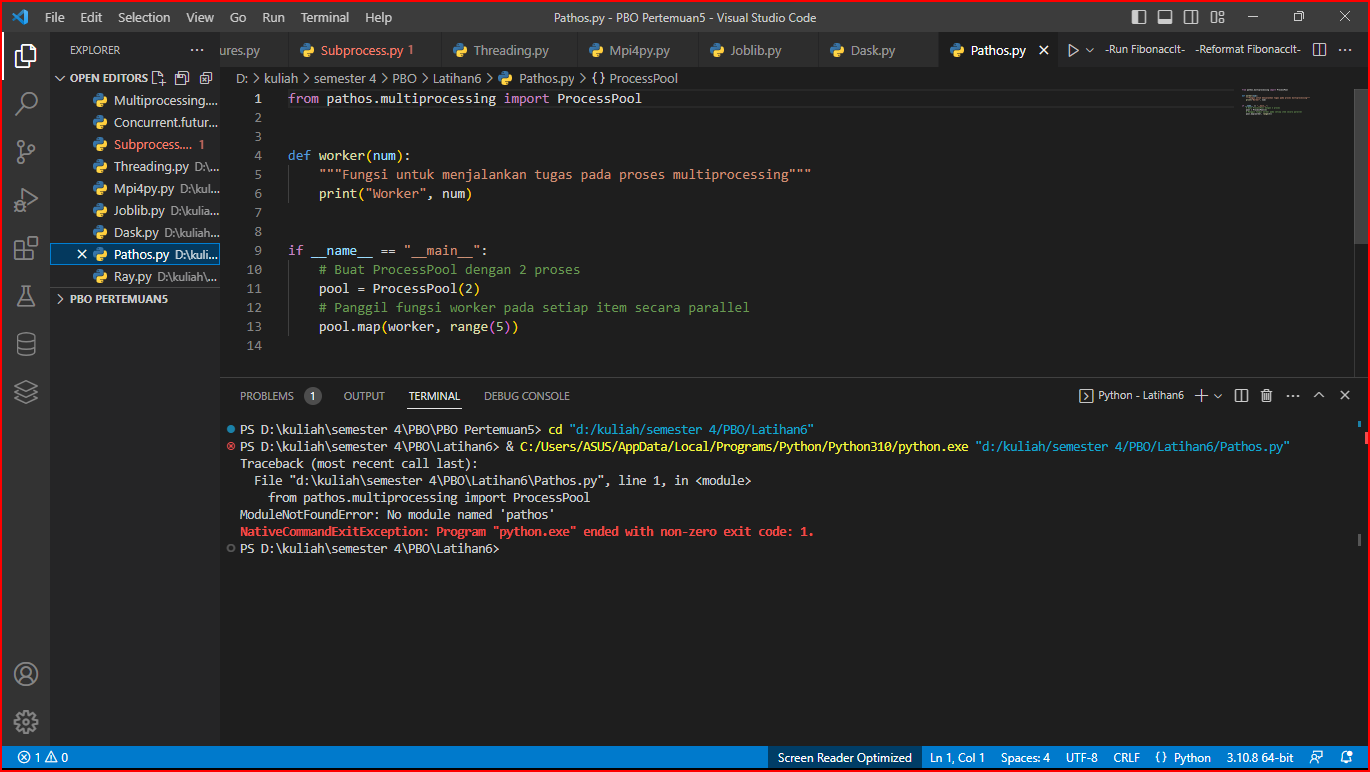 File Edit Selection View Go Run Terminal Help Pathos.py - PBO Pertemuan5 - Visual Studio Code
EXPLORER ures.py Subprocess.py 1 Threading.py Mpi4py.py Joblib.py Dask.py Pathos.py -Run FibonaccIt- -Reformat FibonaccIt-
OPEN EDITORS
Multiprocessing....
Concurrent.futur...
Subprocess.... 1
Threading.py D:\...
Mpi4py.py D:\kul...
Joblib.py D:\kulia...
Dask.py D:\kuliah...
Pathos.py D:\kuli...
Ray.py D:\kuliah\...
PBO PERTEMUAN5
D: > kuliah > semester 4 > PBO > Latihan6 > Pathos.py > {} ProcessPool
1 from pathos.multiprocessing import ProcessPool
2
3
4 def worker(num):
5     """Fungsi untuk menjalankan tugas pada proses multiprocessing"""
6     print("Worker", num)
7
8
9 if __name__ == "__main__":
10     # Buat ProcessPool dengan 2 proses
11     pool = ProcessPool(2)
12     # Panggil fungsi worker pada setiap item secara parallel
13     pool.map(worker, range(5))
14
PROBLEMS 1 OUTPUT TERMINAL DEBUG CONSOLE Python - Latihan6
PS D:\kuliah\semester 4\PBO\PBO Pertemuan5> cd "d:/kuliah/semester 4/PBO/Latihan6"
PS D:\kuliah\semester 4\PBO\Latihan6> & C:/Users/ASUS/AppData/Local/Programs/Python/Python310/python.exe "d:/kuliah/semester 4/PBO/Latihan6/Pathos.py"
Traceback (most recent call last):
  File "d:\kuliah\semester 4\PBO\Latihan6\Pathos.py", line 1, in <module>
    from pathos.multiprocessing import ProcessPool
ModuleNotFoundError: No module named 'pathos'
NativeCommandExitException: Program "python.exe" ended with non-zero exit code: 1.
PS D:\kuliah\semester 4\PBO\Latihan6>
1 0 Screen Reader Optimized Ln 1, Col 1 Spaces: 4 UTF-8 CRLF {} Python 3.10.8 64-bit